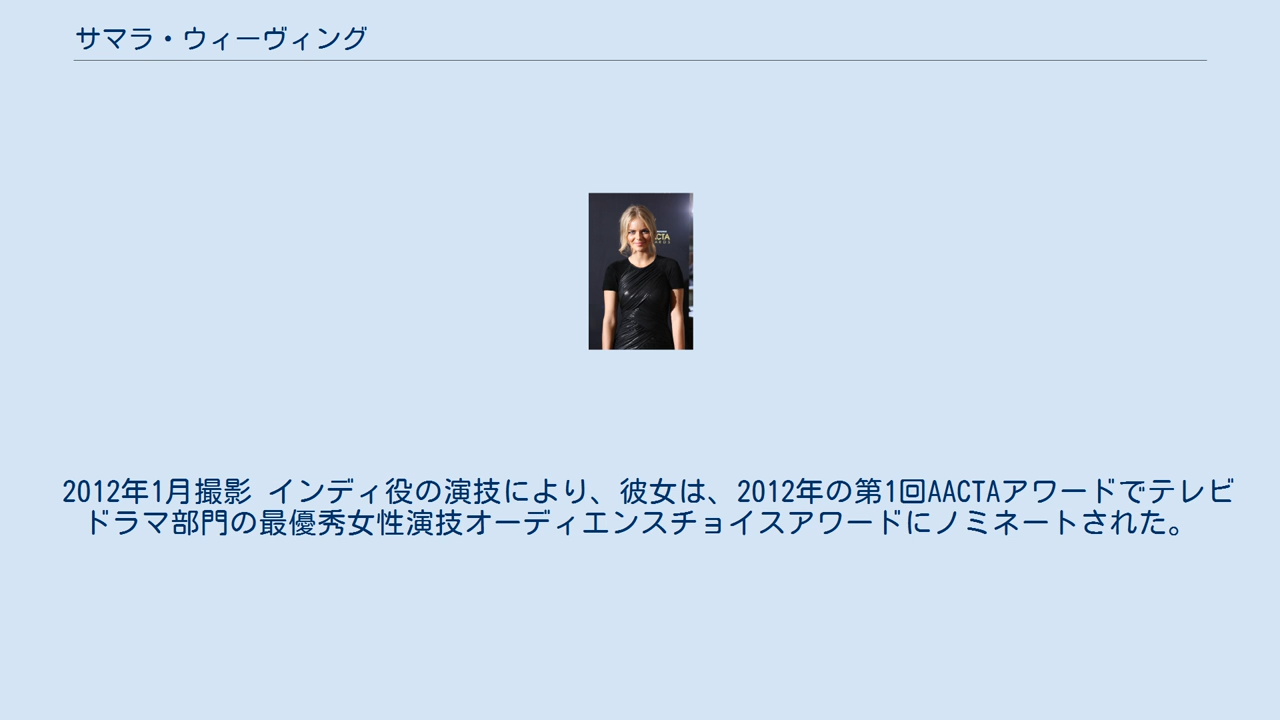 サマラ・ウィーヴィング
2012年1月撮影 インディ役の演技により、彼女は、2012年の第1回AACTAアワードでテレビ
ドラマ部門の最優秀女性演技オーディエンスチョイスアワードにノミネートされた。